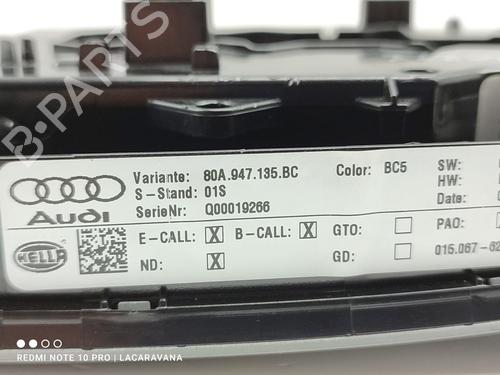 B-PARTS
Variante: 80A.947.135.BC Color: BC5 SW:
S-Stand: 01S HW:
SerieNr: Q00019266 Date:
Audi
E-CALL: X B-CALL: X GTO: PAO:
ND: X GD: 015.067-62
HELLA
REDMI NOTE 10 PRO | LACARAVANA